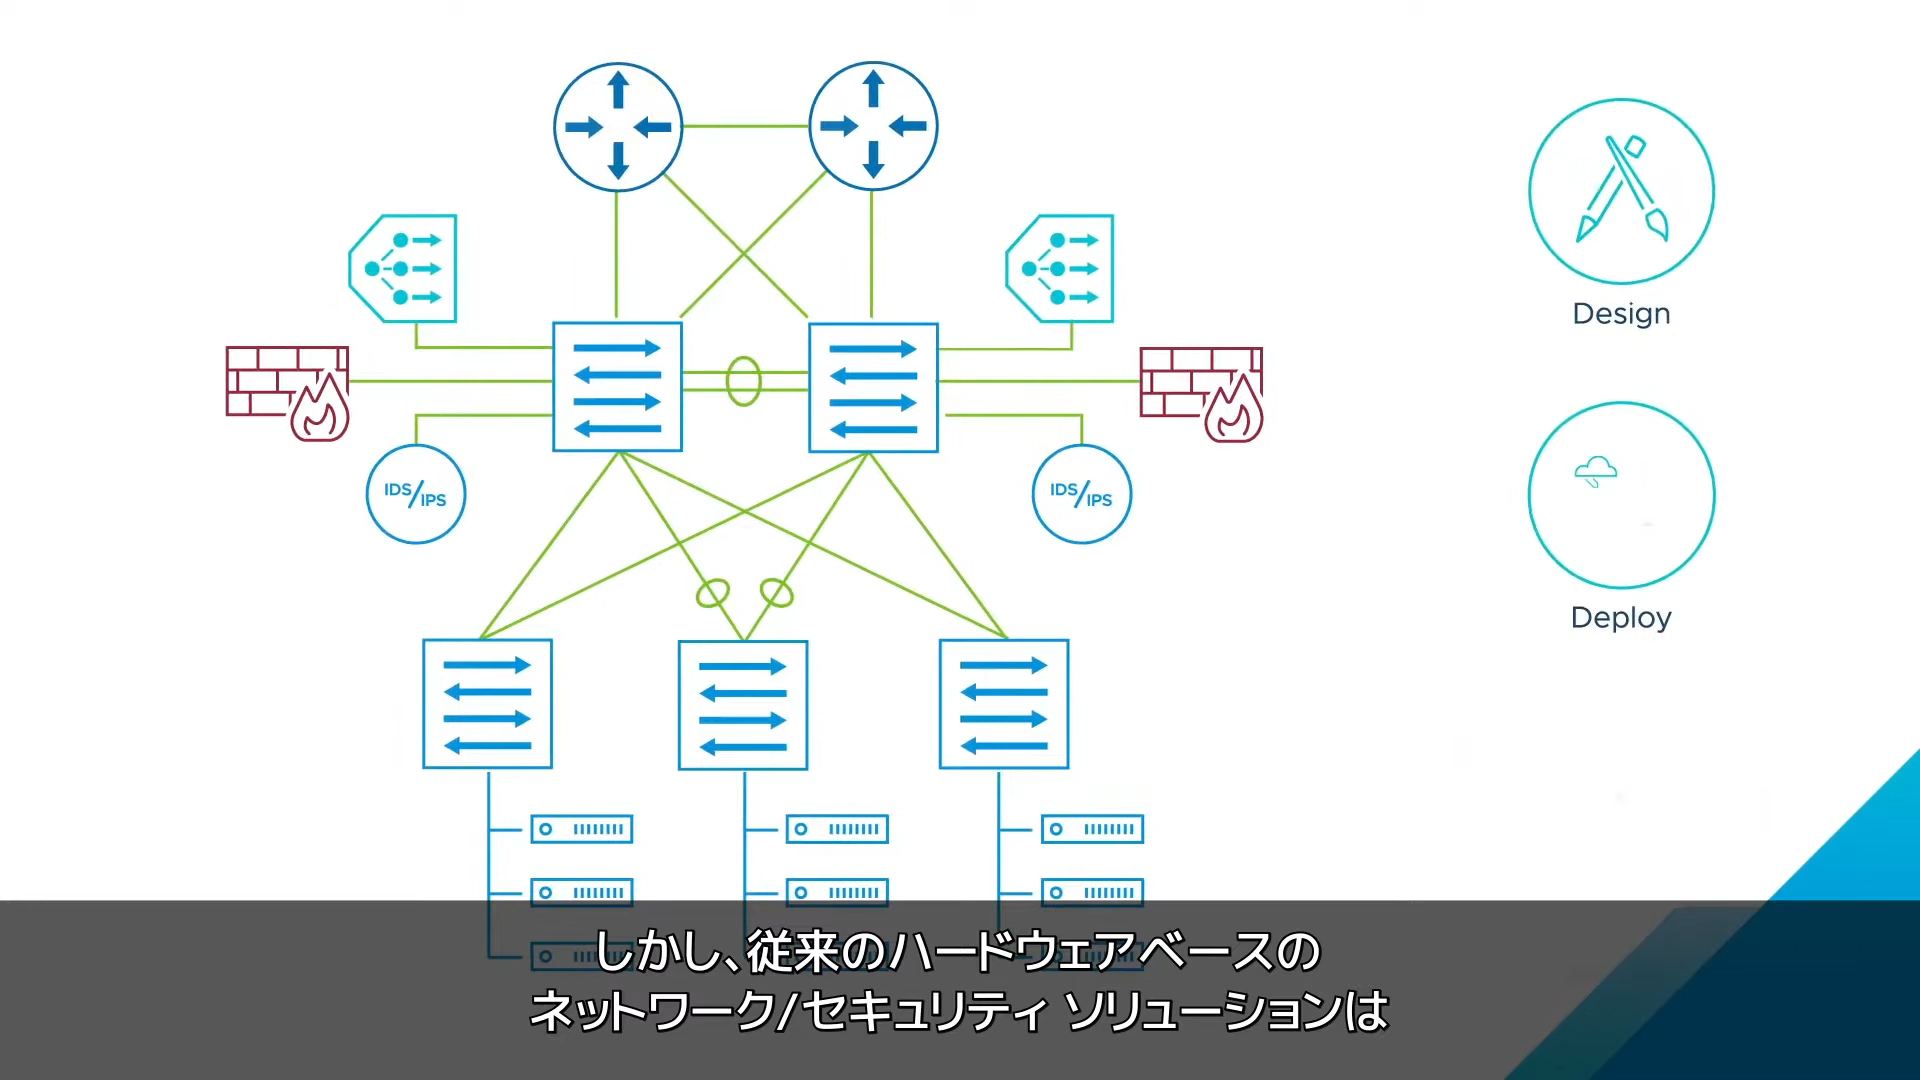 Design
IDS/IPS
IDS/IPS
Deploy
しかし、従来のハードウェアベースの
ネットワーク/セキュリティ ソリューションは